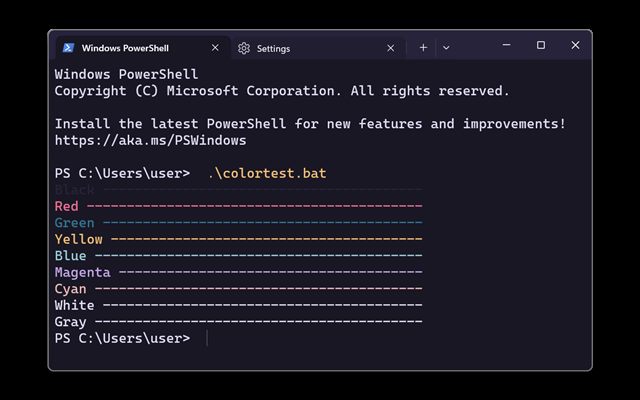 Windows PowerShell
Settings
Windows PowerShell
Copyright (C) Microsoft Corporation. All rights reserved.
Install the latest PowerShell for new features and improvements!
https://aka.ms/PSWindows
PS C:\Users\user> .\colortest.bat
Black ----------------------------------------
Red ------------------------------------------
Green ----------------------------------------
Yellow ---------------------------------------
Blue -----------------------------------------
Magenta --------------------------------------
Cyan -----------------------------------------
White ----------------------------------------
Gray -----------------------------------------
PS C:\Users\user>